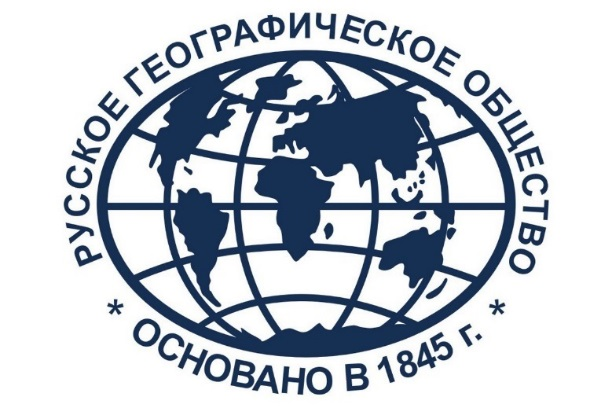 РУССКОЕ ГЕОГРАФИЧЕСКОЕ ОБЩЕСТВО
* ОСНОВАНО В 1845 г. *